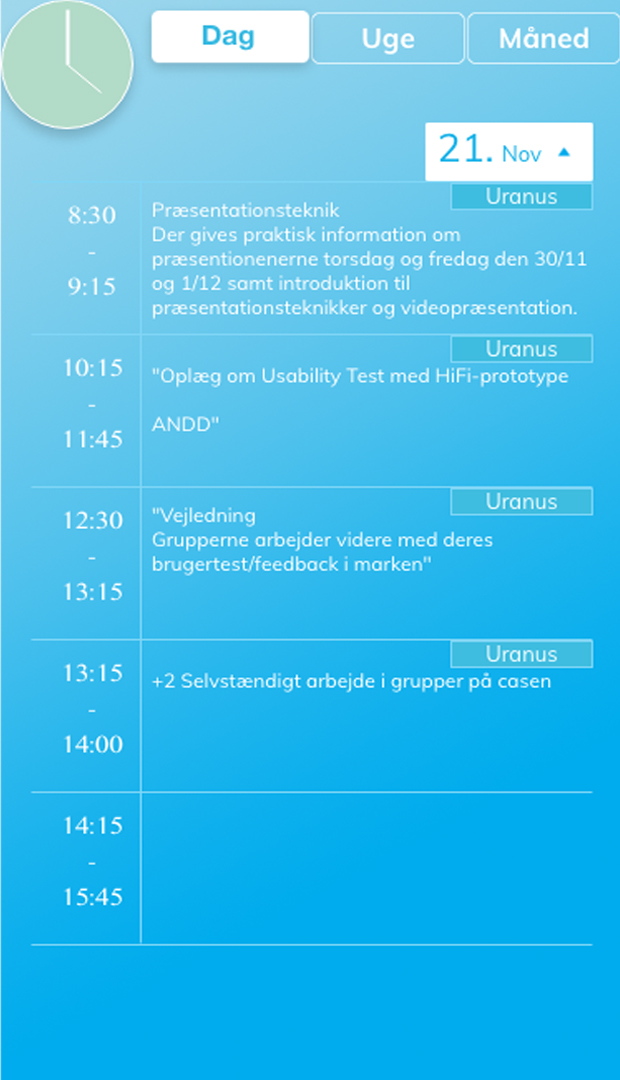 Dag
Uge
Måned
21. Nov
Uranus
8:30
-
9:15
Præsentationsteknik
Der gives praktisk information om
præsentionenerne torsdag og fredag den 30/11
og 1/12 samt introduktion til
præsentationsteknikker og videopræsentation.
Uranus
10:15
-
11:45
"Oplæg om Usability Test med HiFi-prototype
ANDD"
Uranus
12:30
-
13:15
"Vejledning
Grupperne arbejder videre med deres
brugertest/feedback i marken"
Uranus
13:15
-
14:00
+2 Selvstændigt arbejde i grupper på casen
14:15
-
15:45